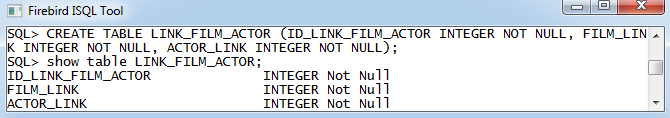 Firebird ISQL Tool
SQL> CREATE TABLE LINK_FILM_ACTOR (ID_LINK_FILM_ACTOR INTEGER NOT NULL, FILM_LIN
K INTEGER NOT NULL, ACTOR_LINK INTEGER NOT NULL);
SQL> show table LINK_FILM_ACTOR;
ID_LINK_FILM_ACTOR              INTEGER Not Null
FILM_LINK                       INTEGER Not Null
ACTOR_LINK                      INTEGER Not Null